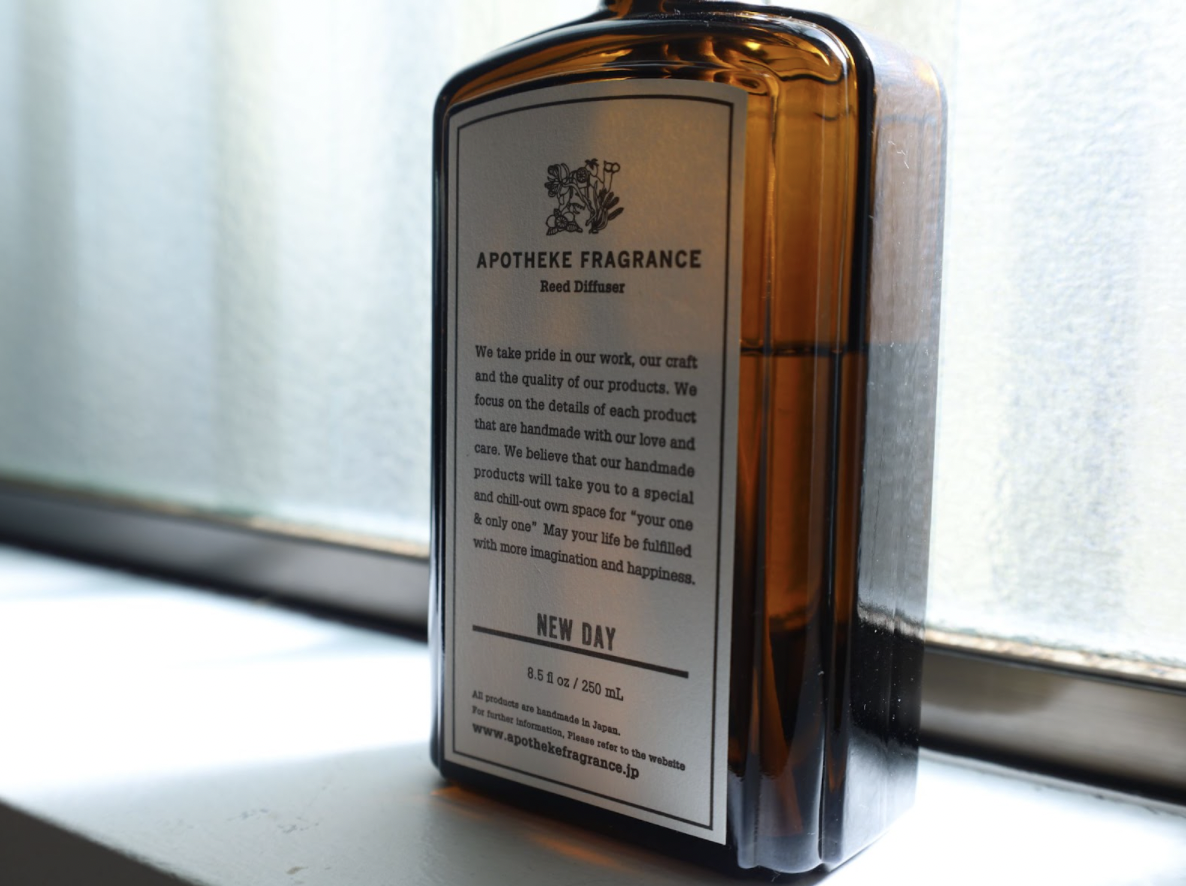 APOTHEKE FRAGRANCE
Reed Diffuser
We take pride in our work, our craft
and the quality of our products. We
focus on the details of each product
that are handmade with our love and
care. We believe that our handmade
products will take you to a special
and chill-out own space for "your one
& only one" May your life be fulfilled
with more imagination and happiness.
NEW DAY
8.5 fl oz / 250 mL
All products are handmade in Japan.
For further information, Please refer to the website
www.apothekefragrance.jp